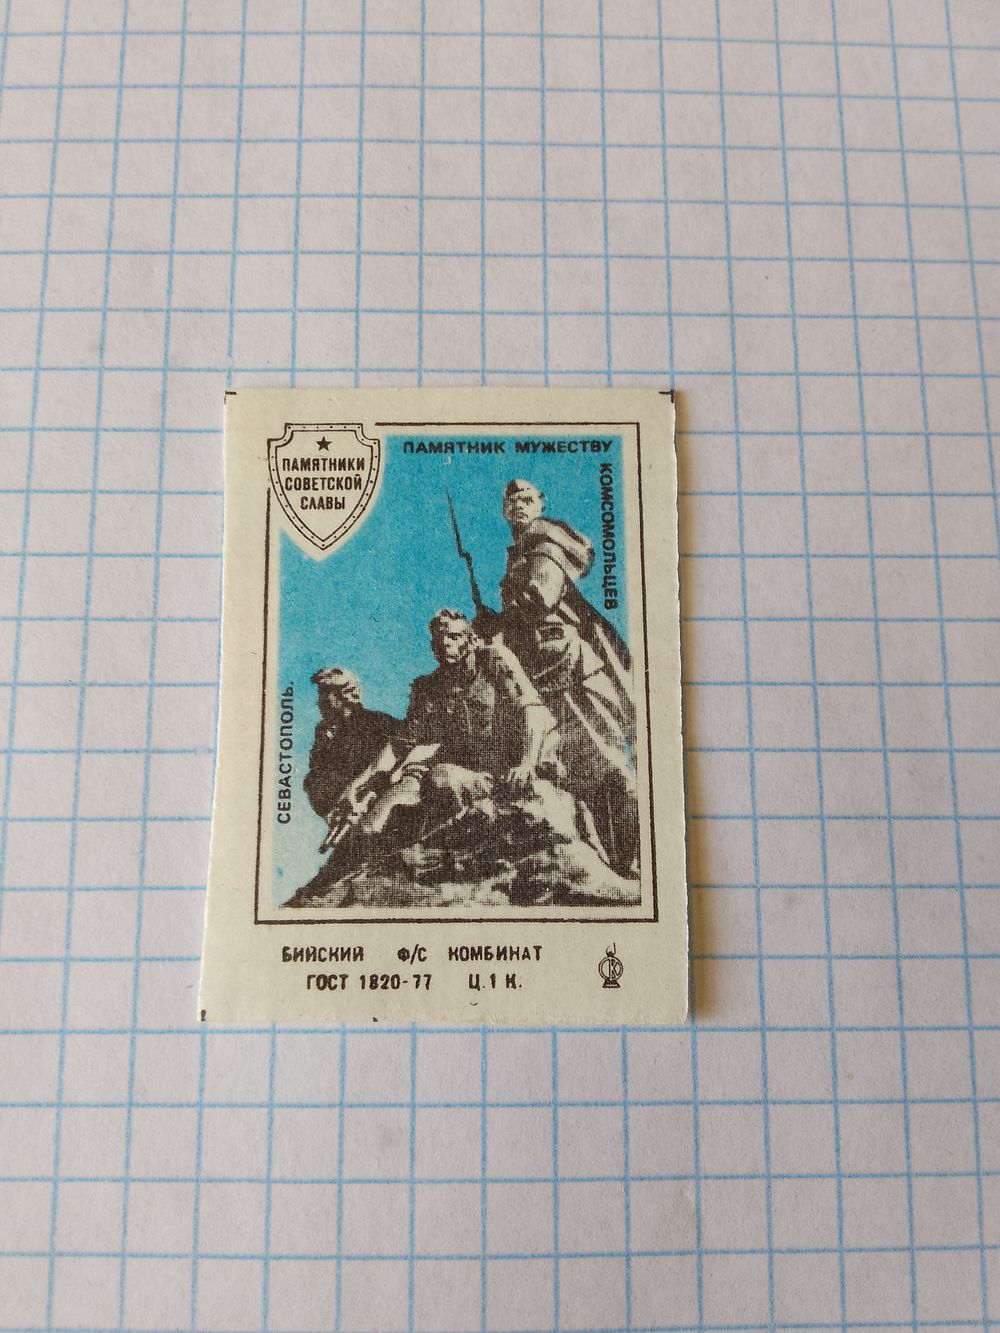 ПАМЯТНИКИ
СОВЕТСКОЙ
СЛАВЫ
ПАМЯТНИК МУЖЕСТВУ
КОМСОМОЛЬЦЕВ
СЕВАСТОПОЛЬ.
БИЙСКИЙ Ф/С КОМБИНАТ
ГОСТ 1820-77 Ц.1 К.